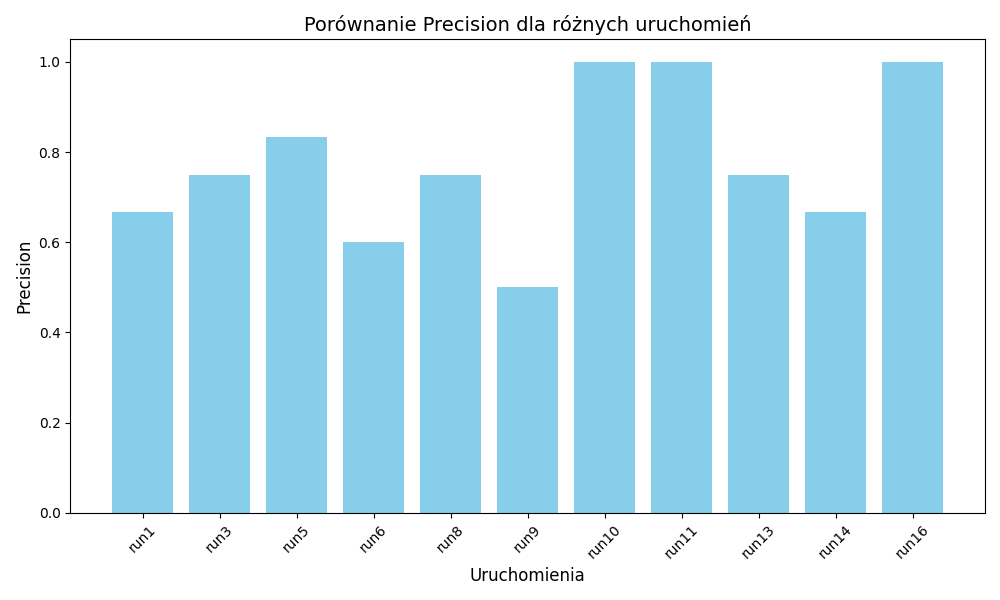 Porównanie Precision dla różnych uruchomień
Precision
1.0
0.8
0.6
0.4
0.2
0.0
run1 run3 run5 run6 run8 run9 run10 run11 run13 run14 run16
Uruchomienia